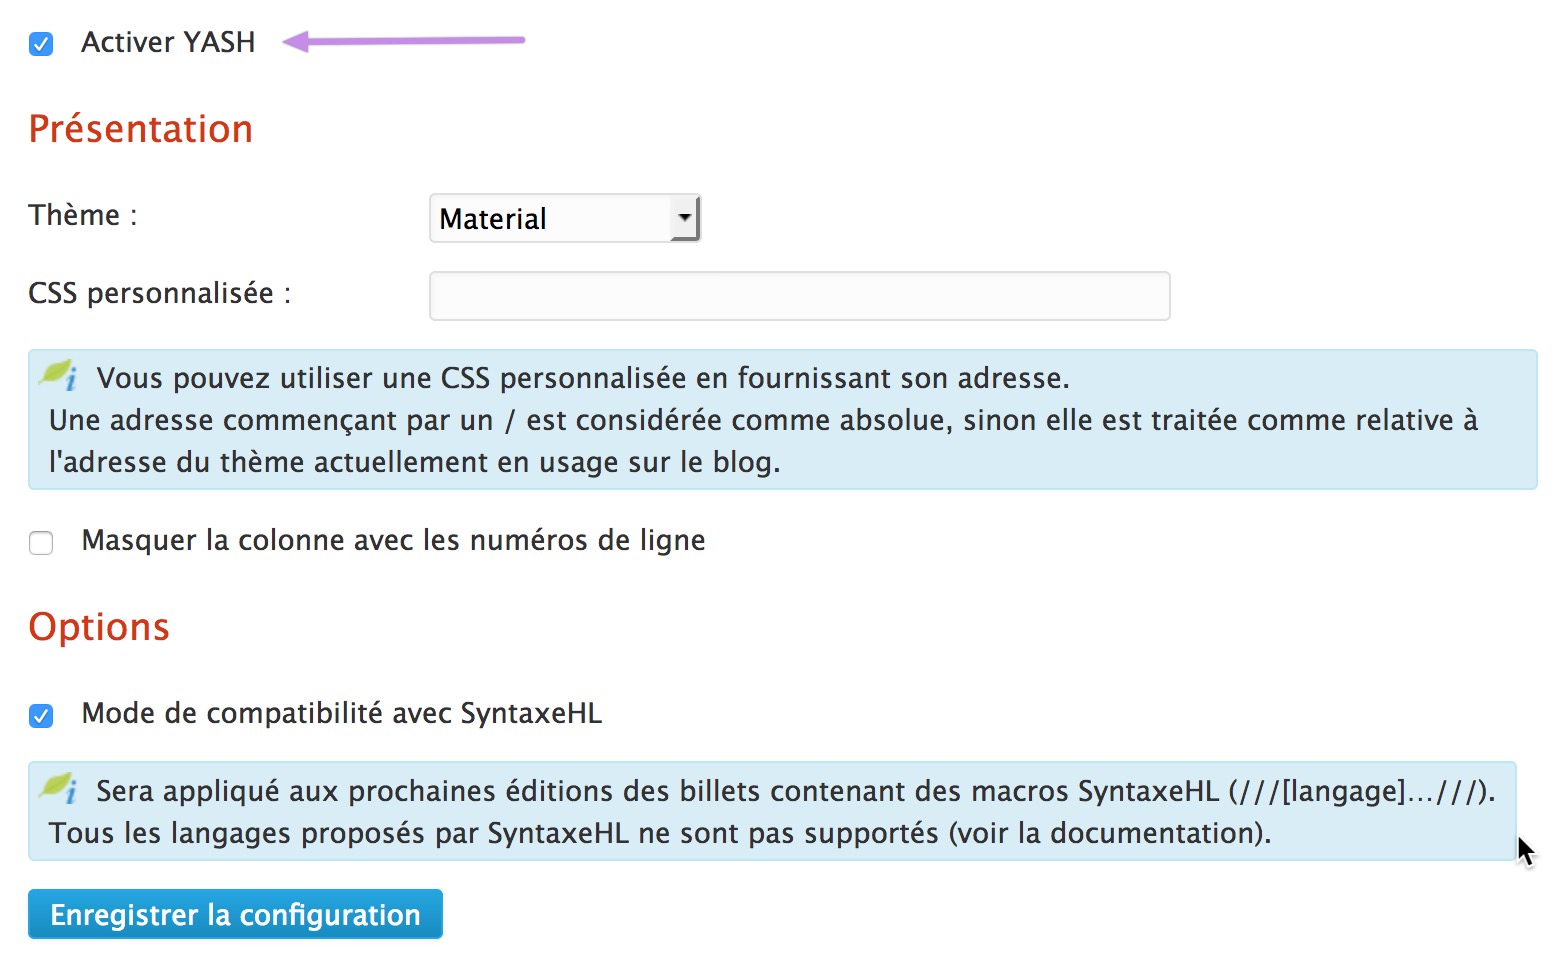 Activer YASH
Présentation
Thème :
Material
CSS personnalisée :
Vous pouvez utiliser une CSS personnalisée en fournissant son adresse.
Une adresse commençant par un / est considérée comme absolue, sinon elle est traitée comme relative à
l'adresse du thème actuellement en usage sur le blog.
Masquer la colonne avec les numéros de ligne
Options
Mode de compatibilité avec SyntaxeHL
Sera appliqué aux prochaines éditions des billets contenant des macros SyntaxeHL (///[langage]…///).
Tous les langages proposés par SyntaxeHL ne sont pas supportés (voir la documentation).
Enregistrer la configuration